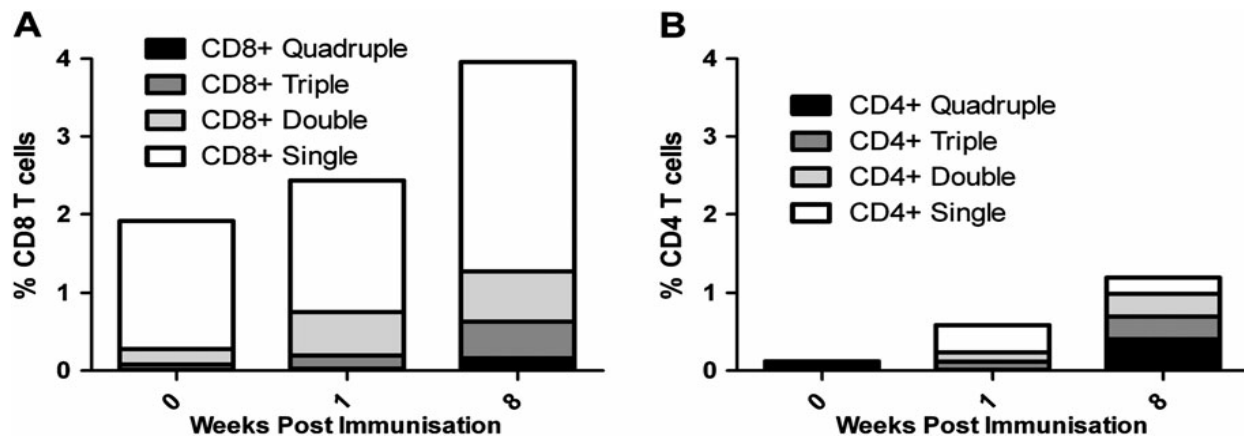 A
CD8+ Quadruple
CD8+ Triple
CD8+ Double
CD8+ Single
% CD8 T cells
4
3
2
1
0
0 1 8
Weeks Post Immunisation
B
CD4+ Quadruple
CD4+ Triple
CD4+ Double
CD4+ Single
% CD4 T cells
4
3
2
1
0
0 1 8
Weeks Post Immunisation